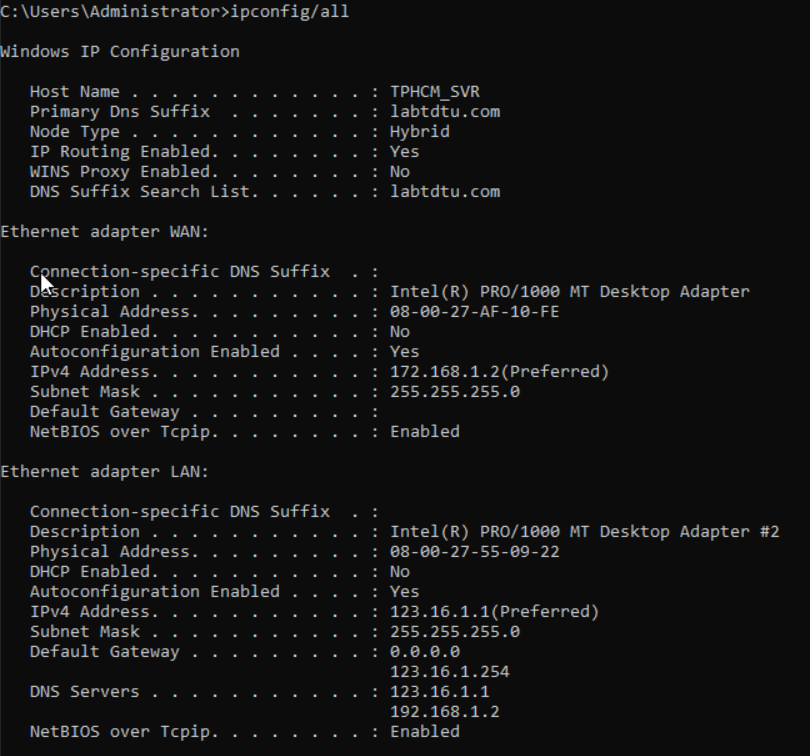 C:\Users\Administrator>ipconfig/all
Windows IP Configuration
Host Name . . . . . . . . . . . . : TPHCM_SVR
Primary Dns Suffix  . . . . . . . : labtdtu.com
Node Type . . . . . . . . . . . . : Hybrid
IP Routing Enabled. . . . . . . . : Yes
WINS Proxy Enabled. . . . . . . . : No
DNS Suffix Search List. . . . . . : labtdtu.com
Ethernet adapter WAN:
Connection-specific DNS Suffix  . :
Description . . . . . . . . . . . : Intel(R) PRO/1000 MT Desktop Adapter
Physical Address. . . . . . . . . : 08-00-27-AF-10-FE
DHCP Enabled. . . . . . . . . . . : No
Autoconfiguration Enabled . . . . : Yes
IPv4 Address. . . . . . . . . . . : 172.168.1.2(Preferred)
Subnet Mask . . . . . . . . . . . : 255.255.255.0
Default Gateway . . . . . . . . . :
NetBIOS over Tcpip. . . . . . . . : Enabled
Ethernet adapter LAN:
Connection-specific DNS Suffix  . :
Description . . . . . . . . . . . : Intel(R) PRO/1000 MT Desktop Adapter #2
Physical Address. . . . . . . . . : 08-00-27-55-09-22
DHCP Enabled. . . . . . . . . . . : No
Autoconfiguration Enabled . . . . : Yes
IPv4 Address. . . . . . . . . . . : 123.16.1.1(Preferred)
Subnet Mask . . . . . . . . . . . : 255.255.255.0
Default Gateway . . . . . . . . . : 0.0.0.0
123.16.1.254
DNS Servers . . . . . . . . . . . : 123.16.1.1
192.168.1.2
NetBIOS over Tcpip. . . . . . . . : Enabled